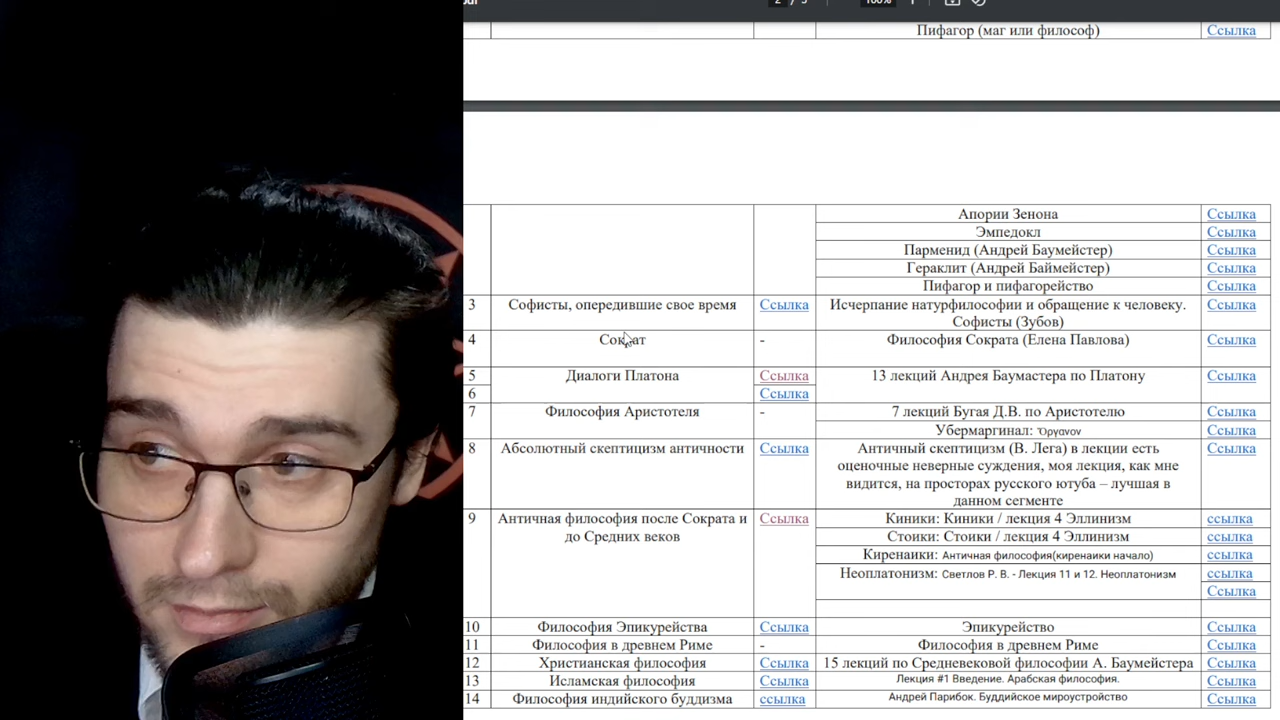 2 / 5 100%
Пифагор (маг или философ) Ссылка
Апории Зенона Ссылка
Эмпедокл Ссылка
Парменид (Андрей Баумейстер) Ссылка
Гераклит (Андрей Баймейстер) Ссылка
Пифагор и пифагорейство Ссылка
3 Софисты, опередившие свое время Ссылка Исчерпание натурфилософии и обращение к человеку. Ссылка
Софисты (Зубов)
4 Сократ - Философия Сократа (Елена Павлова) Ссылка
5 Диалоги Платона Ссылка 13 лекций Андрея Баумастера по Платону Ссылка
6 Ссылка
7 Философия Аристотеля - 7 лекций Бугая Д.В. по Аристотелю Ссылка
Убермаргинал: Ὄργανον Ссылка
8 Абсолютный скептицизм античности Ссылка Античный скептицизм (В. Лега) в лекции есть Ссылка
оценочные неверные суждения, моя лекция, как мне
видится, на просторах русского ютуба – лучшая в
данном сегменте
9 Античная философия после Сократа и Ссылка Киники: Киники / лекция 4 Эллинизм ссылка
до Средних веков Стоики: Стоики / лекция 4 Эллинизм ссылка
Киренаики: Античная философия(киренаики начало) ссылка
Неоплатонизм: Светлов Р. В. - Лекция 11 и 12. Неоплатонизм ссылка
Ссылка
10 Философия Эпикурейства Ссылка Эпикурейство Ссылка
11 Философия в древнем Риме - Философия в древнем Риме Ссылка
12 Христианская философия Ссылка 15 лекций по Средневековой философии А. Баумейстера Ссылка
13 Исламская философия Ссылка Лекция #1 Введение. Арабская философия. Ссылка
14 Философия индийского буддизма ссылка Андрей Парибок. Буддийское мироустройство Ссылка